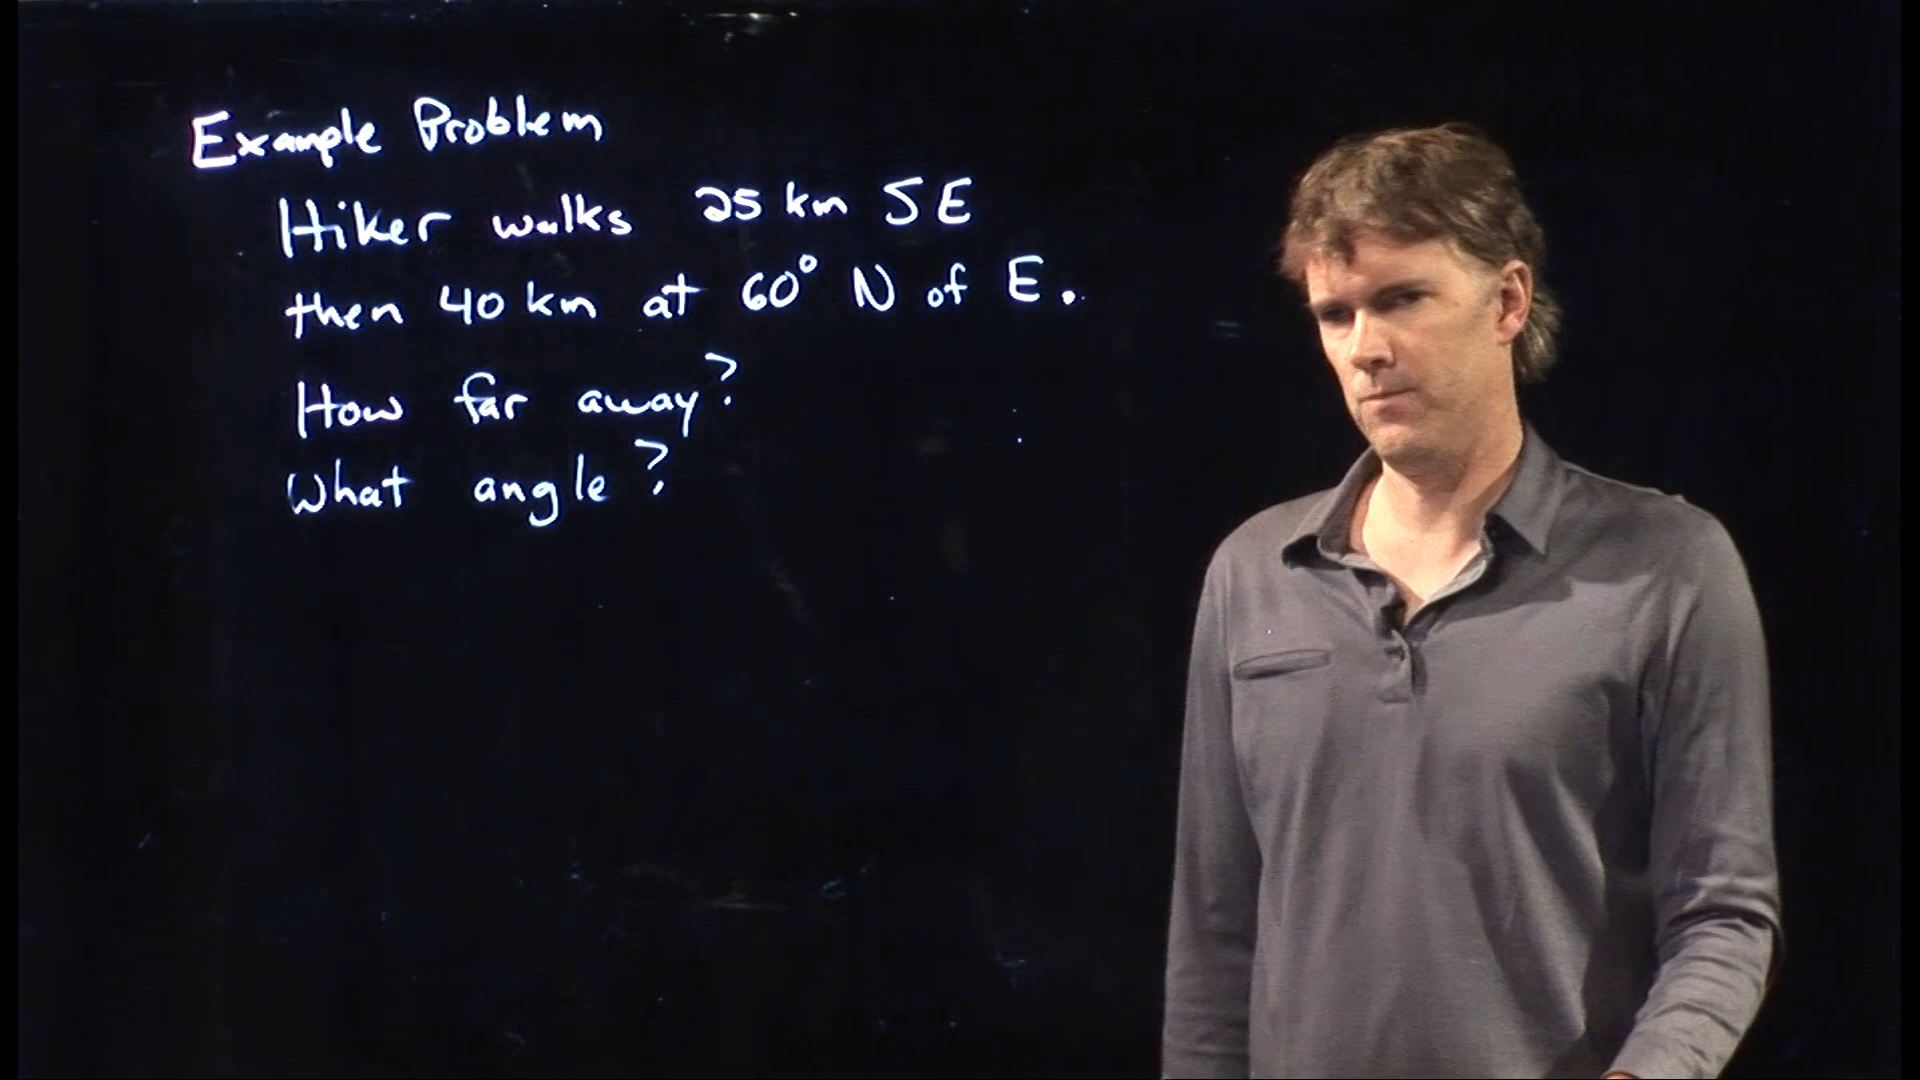 Example Problem
Hiker walks 25 km SE
then 40 km at 60° N of E.
How far away?
What angle?